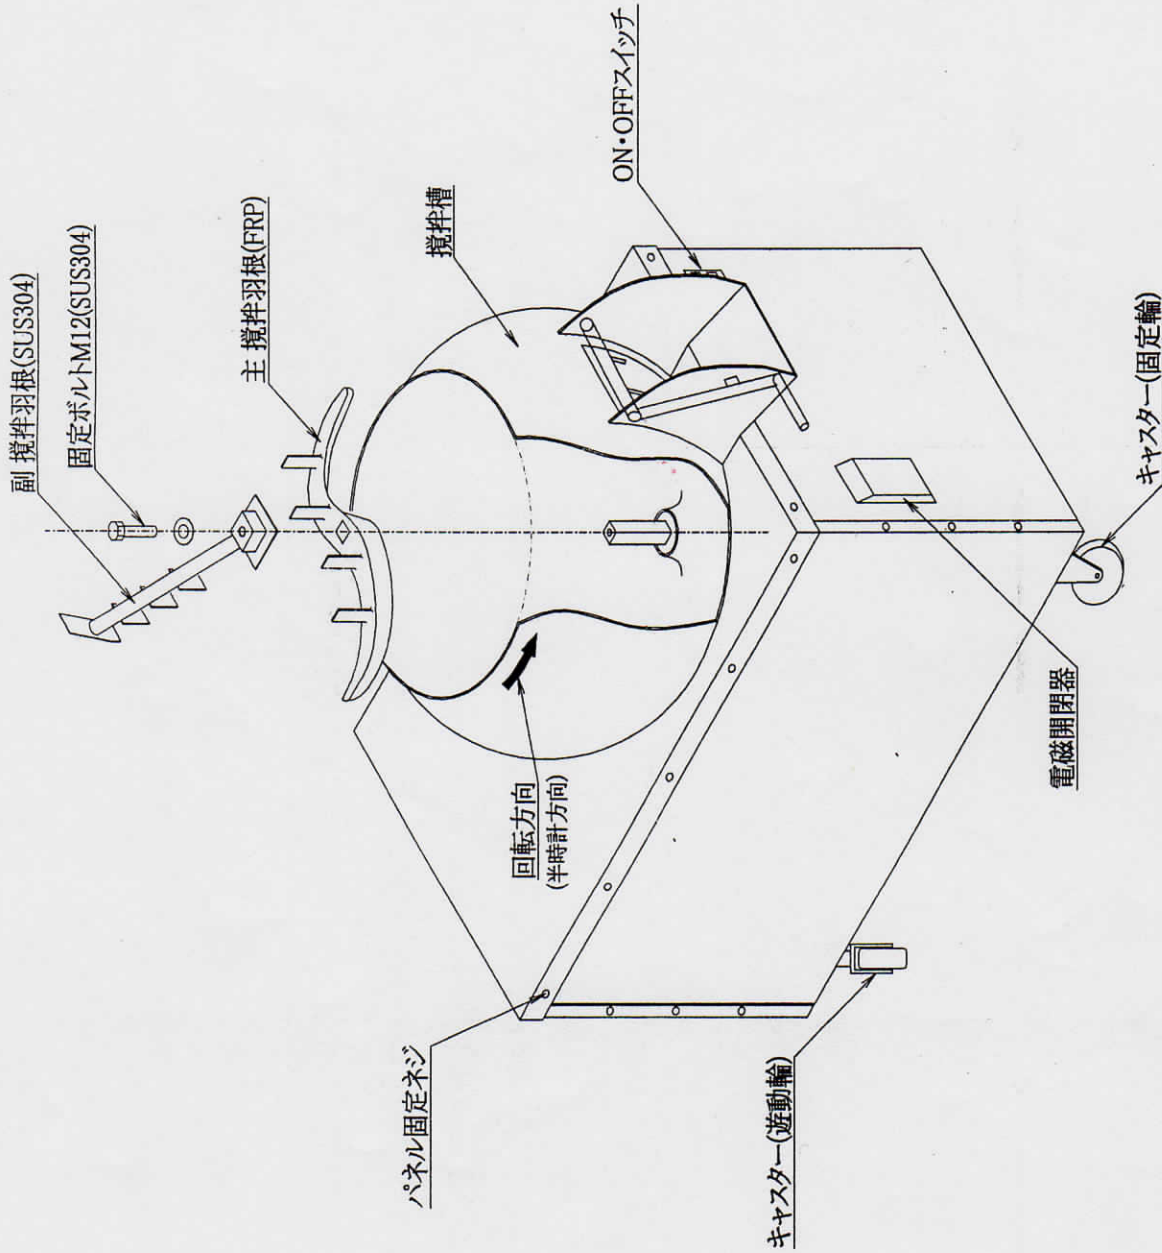 副 撹拌羽根(SUS304)
固定ボルトM12(SUS304)
主 撹拌羽根(FRP)
撹拌槽
ON・OFFスイッチ
回転方向
(半時計方向)
パネル固定ネジ
キャスター(遊動輪)
電磁開閉器
キャスター(固定輪)